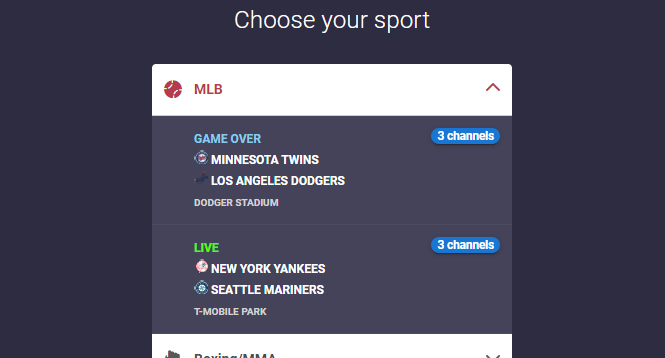 Choose your sport
MLB
GAME OVER
3 channels
MINNESOTA TWINS
LOS ANGELES DODGERS
DODGER STADIUM
LIVE
3 channels
NEW YORK YANKEES
SEATTLE MARINERS
T-MOBILE PARK
Boxing/MMA